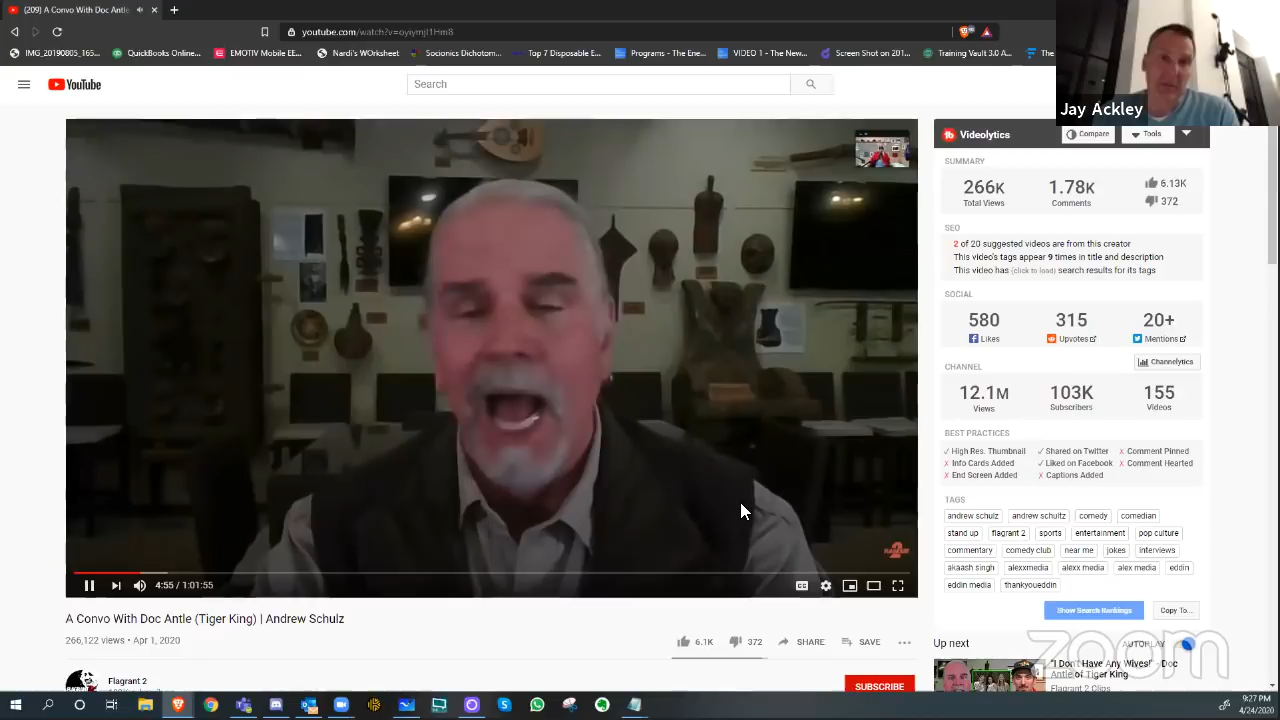 (209) A Convo With Doc Antle
youtube.com/watch?v=oyiymjI1Hm8
IMG_20190805_165...
QuickBooks Online...
EMOTIV Mobile EE...
Nardi's WOrksheet
Socionics Dichotom...
Top 7 Disposable E...
Programs - The Ene...
VIDEO 1 - The New...
Screen Shot on 201...
Training Vault 3.0 A...
The
YouTube
Search
Jay Ackley
Videolytics
Compare
Tools
SUMMARY
266K
1.78K
6.13K
Total Views
Comments
372
SEO
2 of 20 suggested videos are from this creator
This video's tags appear 9 times in title and description
This video has (click to load) search results for its tags
SOCIAL
580
315
20+
Likes
Upvotes
Mentions
Channelytics
CHANNEL
12.1M
103K
155
Views
Subscribers
Videos
BEST PRACTICES
✓ High Res. Thumbnail
✓ Shared on Twitter
✗ Comment Pinned
✗ Info Cards Added
✓ Liked on Facebook
✗ Comment Hearted
✗ End Screen Added
✗ Captions Added
TAGS
andrew schulz
andrew schultz
comedy
comedian
stand up
flagrant 2
sports
entertainment
pop culture
commentary
comedy club
near me
jokes
interviews
akaash singh
alexxmedia
alexx media
alex media
eddin
eddin media
thankyoueddin
Show Search Rankings
Copy To...
4:55 / 1:01:55
CC
A Convo With Doc Antle (Tiger King) | Andrew Schulz
266,122 views • Apr 1, 2020
6.1K
372
SHARE
SAVE
Flagrant 2
SUBSCRIBE
Up next
AUTOPLAY
"I Don't Have Any Wives!" - Doc
Antle of Tiger King
Flagrant 2 Clips
zoom
9:27 PM
4/24/2020